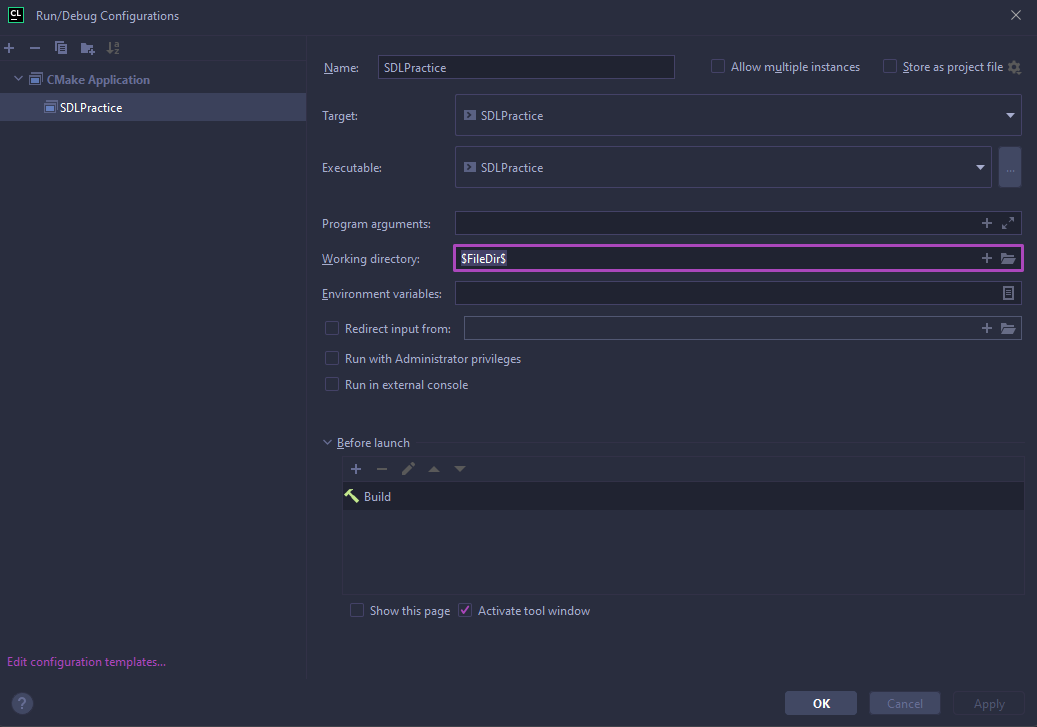 CL Run/Debug Configurations
CMake Application
SDLPractice
Name: SDLPractice
Allow multiple instances
Store as project file
Target: SDLPractice
Executable: SDLPractice ...
Program arguments:
Working directory: $FileDir$
Environment variables:
Redirect input from:
Run with Administrator privileges
Run in external console
Before launch
Build
Show this page Activate tool window
Edit configuration templates...
? OK Cancel Apply